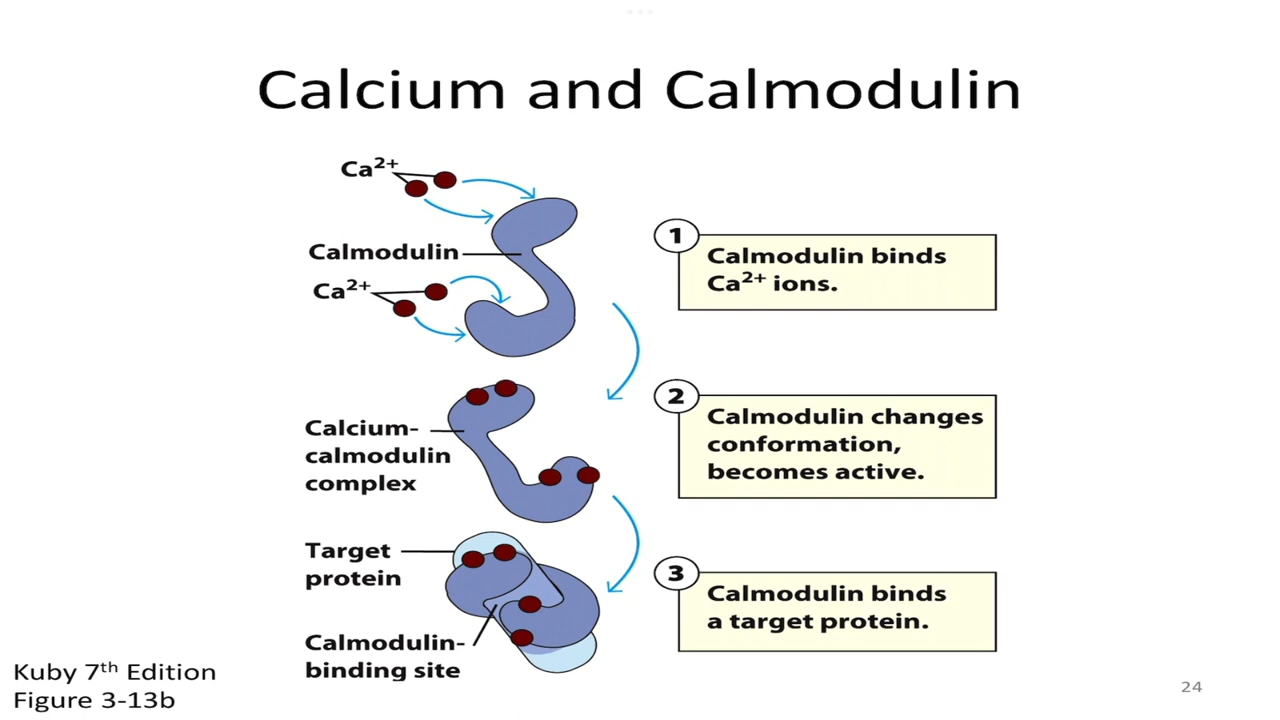 Calcium and Calmodulin
Ca²⁺
Calmodulin
Ca²⁺
1
Calmodulin binds
Ca²⁺ ions.
2
Calmodulin changes
conformation,
becomes active.
Calcium-
calmodulin
complex
Target
protein
3
Calmodulin binds
a target protein.
Calmodulin-
binding site
Kuby 7ᵗʰ Edition
Figure 3-13b
24